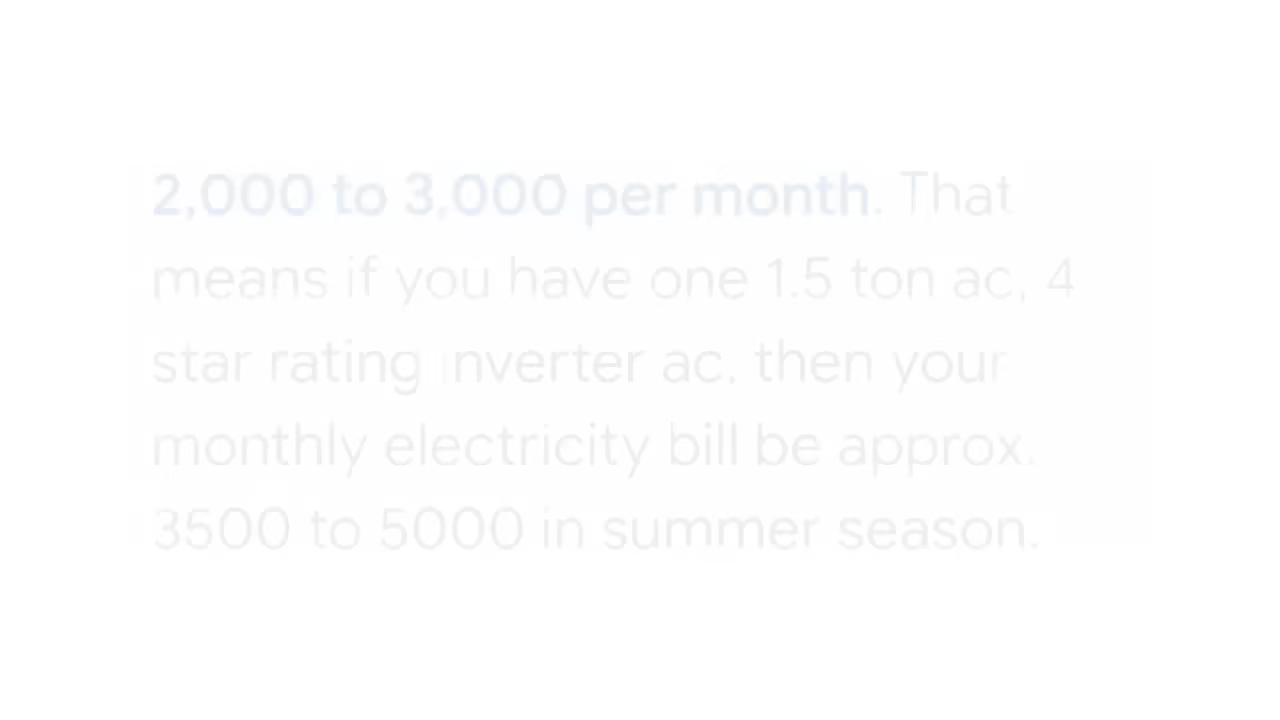 2,000 to 3,000 per month. That
means if you have one 1.5 ton ac, 4
star rating inverter ac, then your
monthly electricity bill be approx.
3500 to 5000 in summer season.